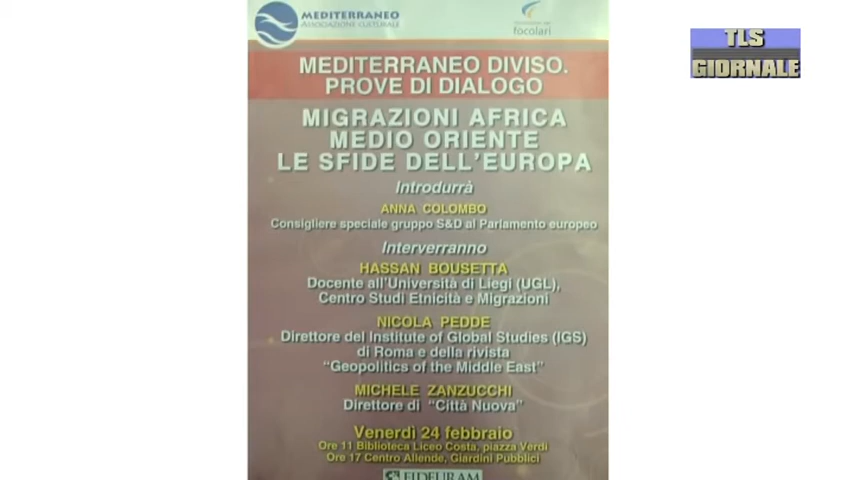 MEDITERRANEO
ASSOCIAZIONE CULTURALE
focolari
TLS
GIORNALE
MEDITERRANEO DIVISO.
PROVE DI DIALOGO
MIGRAZIONI AFRICA
MEDIO ORIENTE
LE SFIDE DELL'EUROPA
Introdurrà
ANNA COLOMBO
Consigliere speciale gruppo S&D al Parlamento europeo
Interverranno
HASSAN BOUSETTA
Docente all'Università di Liegi (UGL),
Centro Studi Etnicità e Migrazioni
NICOLA PEDDE
Direttore del Institute of Global Studies (IGS)
di Roma e della rivista
"Geopolitics of the Middle East"
MICHELE ZANZUCCHI
Direttore di "Città Nuova"
Venerdì 24 febbraio
Ore 11 Biblioteca Liceo Costa, piazza Verdi
Ore 17 Centro Allende, Giardini Pubblici
FIDEURAM